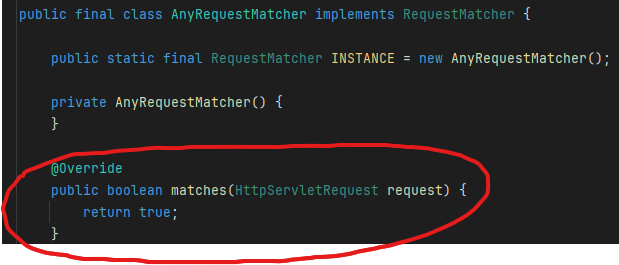 public final class AnyRequestMatcher implements RequestMatcher {
public static final RequestMatcher INSTANCE = new AnyRequestMatcher();
private AnyRequestMatcher() {
}
@Override
public boolean matches(HttpServletRequest request) {
return true;
}